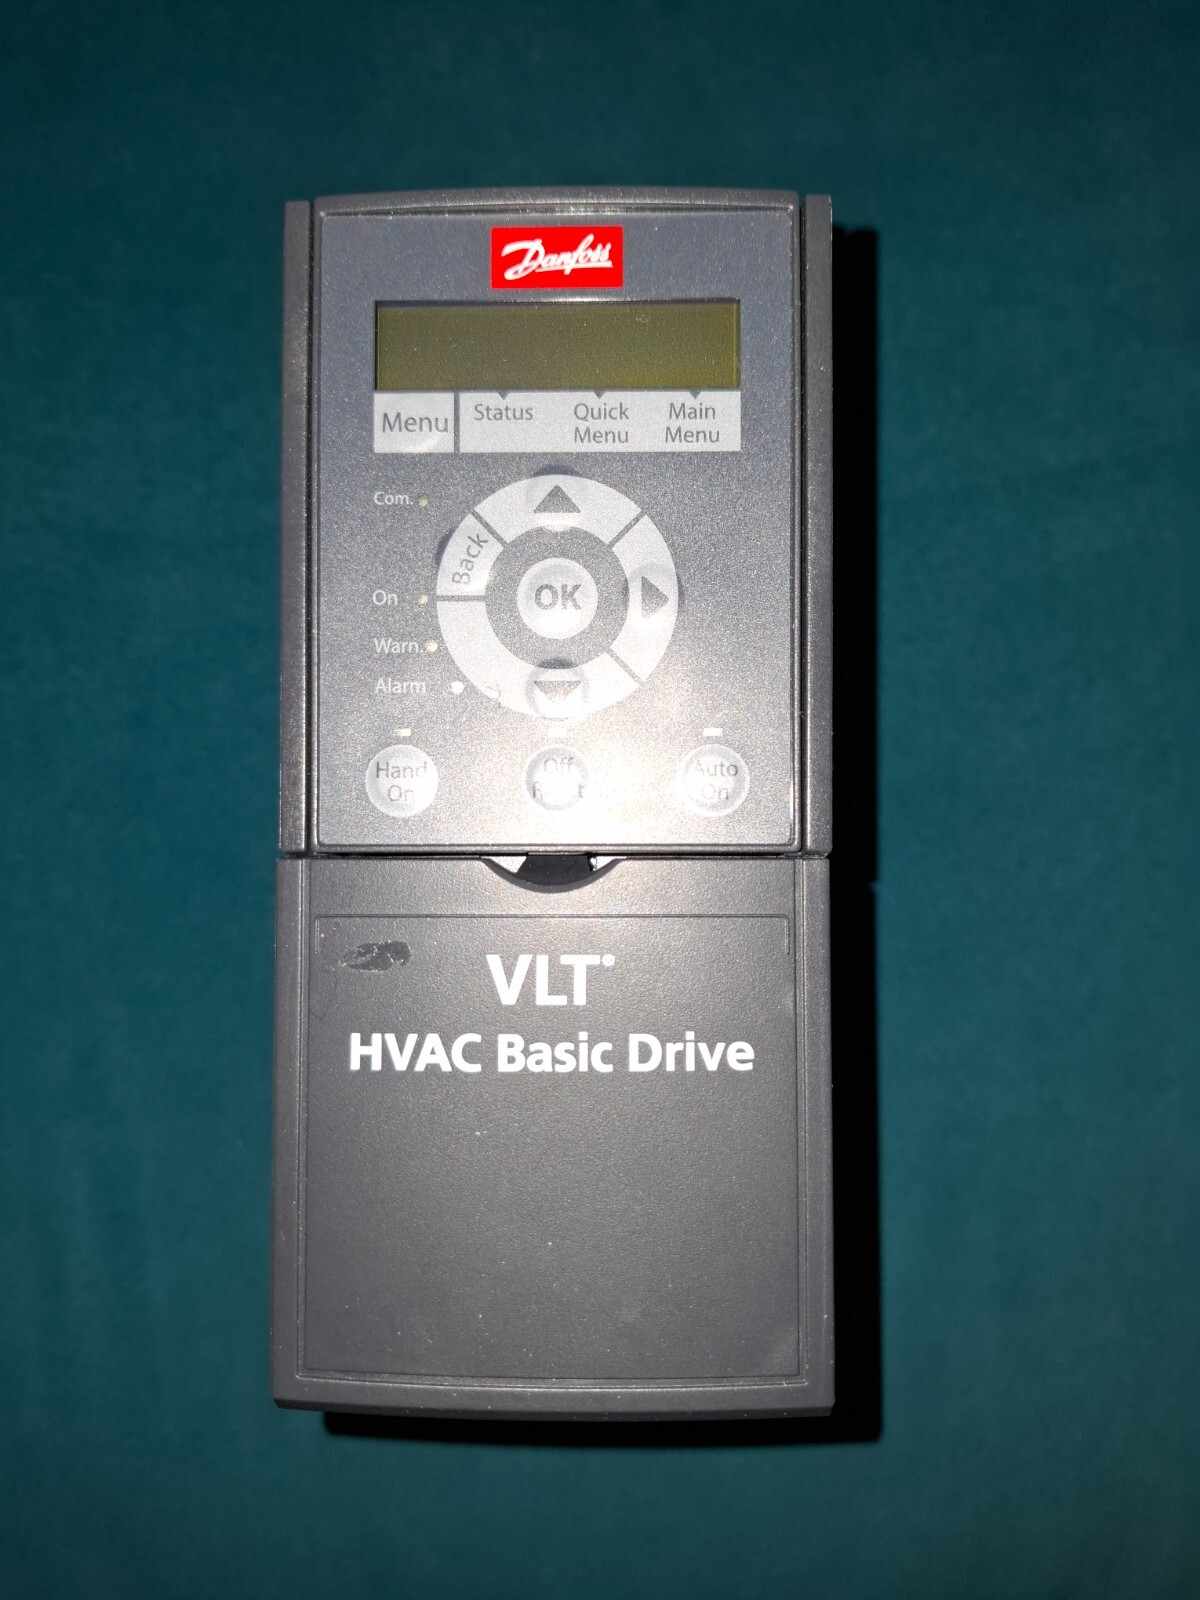 Danfoss
Menu
Status
Quick
Menu
Main
Menu
Com.
Back
OK
On
Warn.
Alarm
Hand
On
Off
Reset
Auto
On
VLT®
HVAC Basic Drive